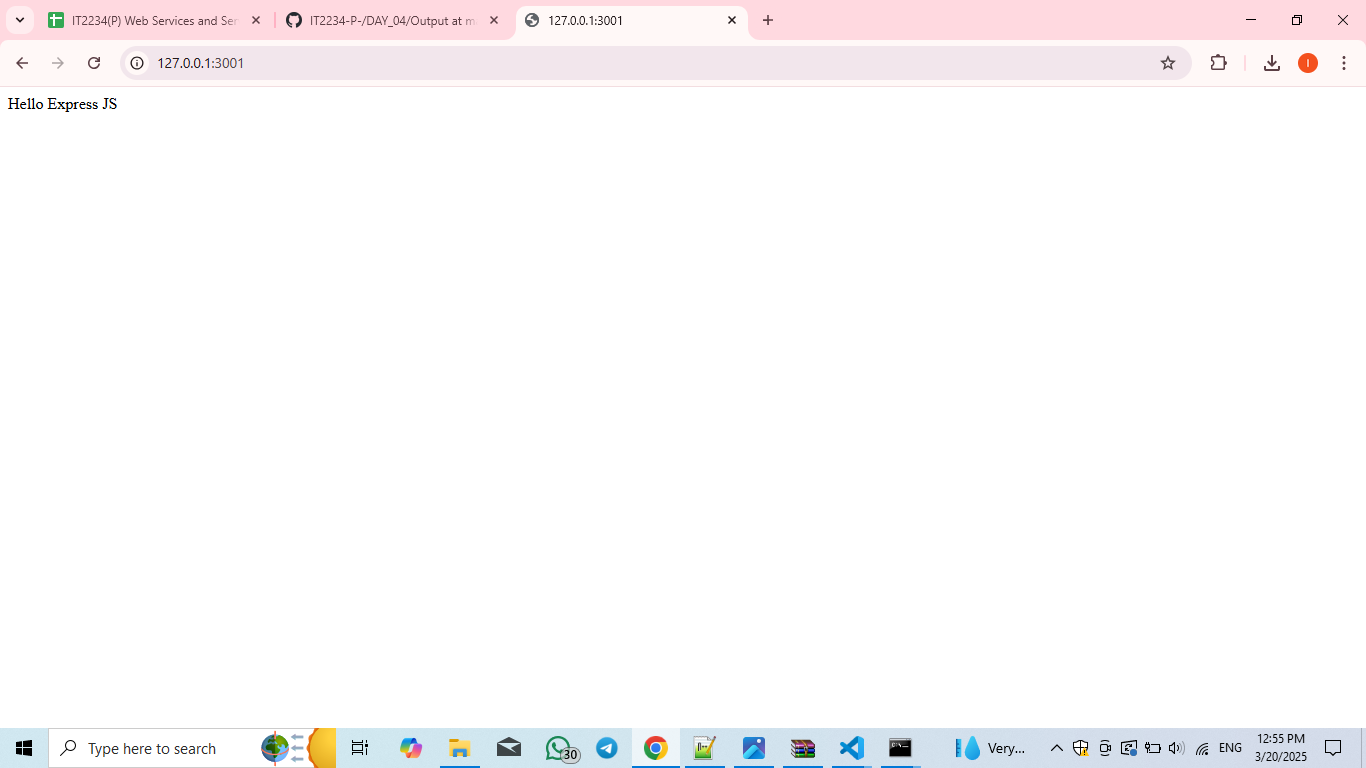 IT2234(P) Web Services and Ser
IT2234-P-/DAY_04/Output at m
127.0.0.1:3001
127.0.0.1:3001
I
Hello Express JS
Type here to search
30
Very...
ENG
12:55 PM
3/20/2025